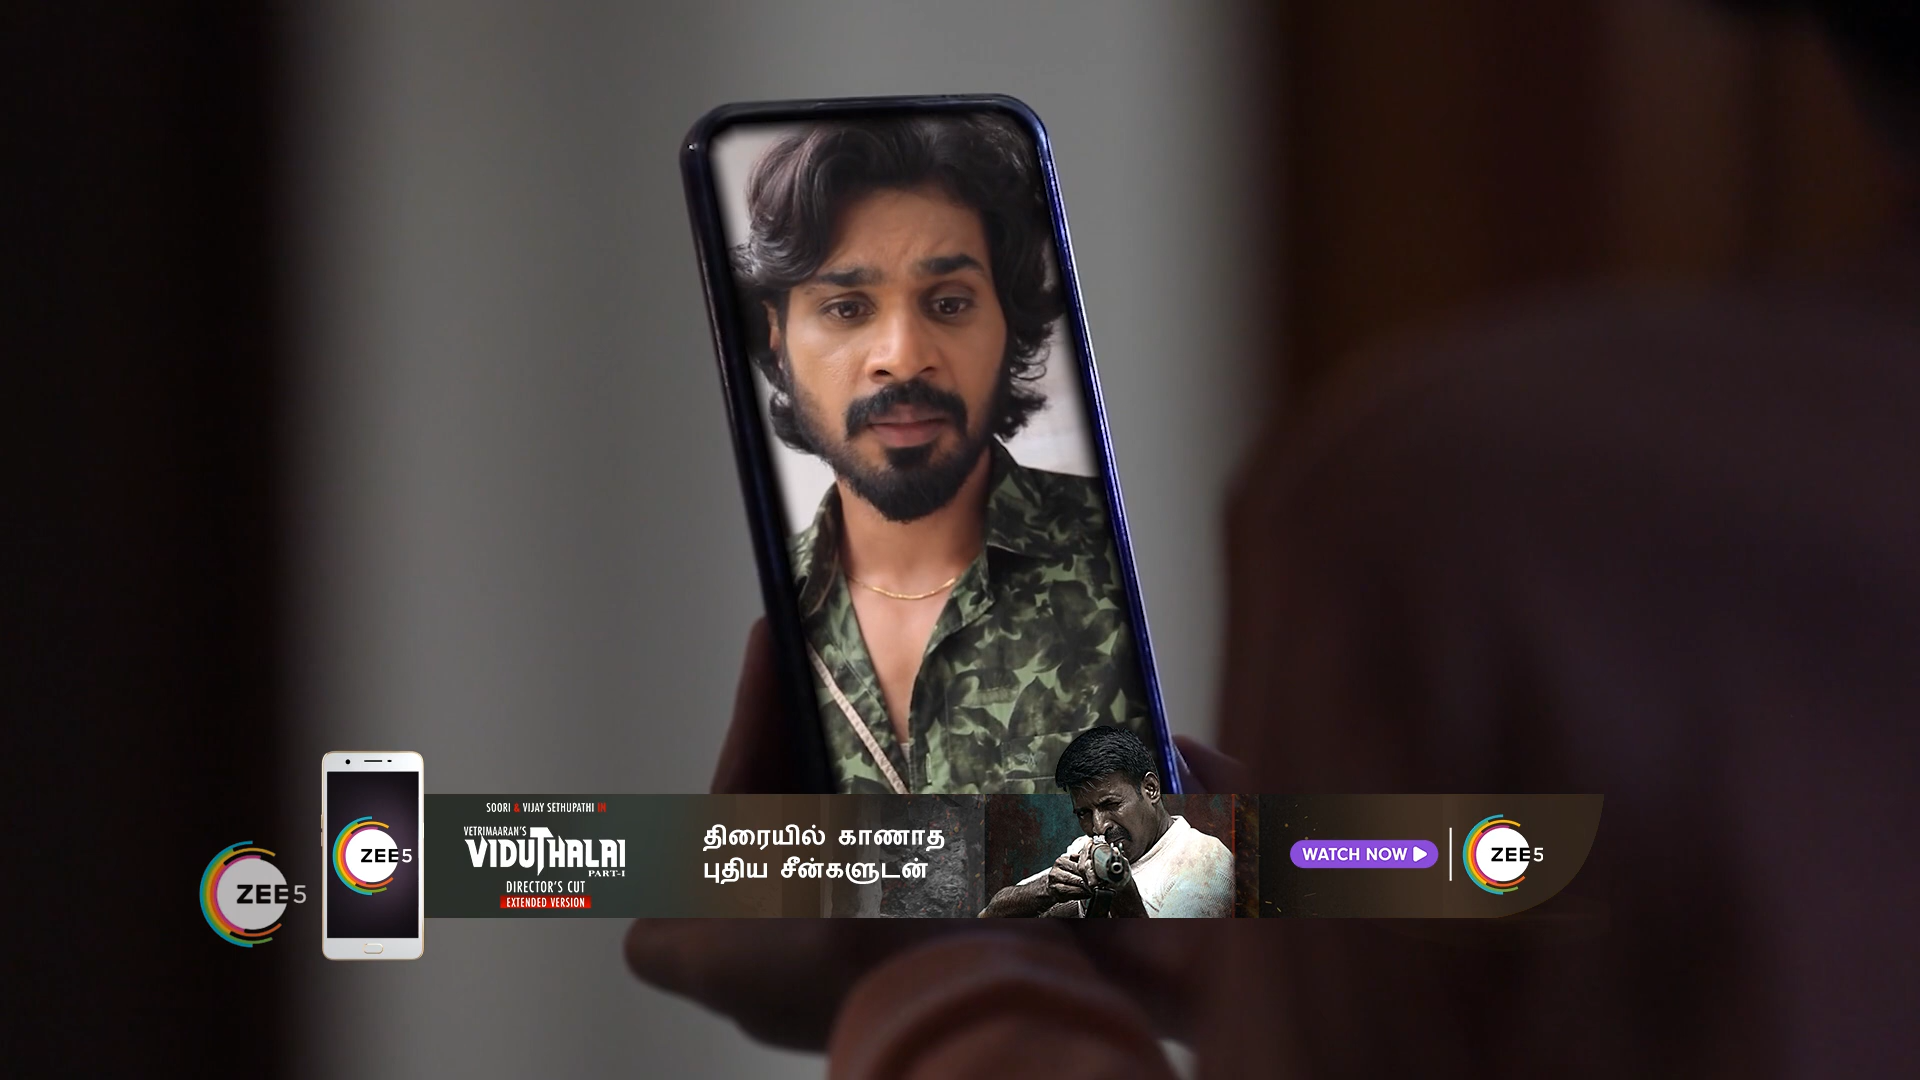 ZEE5
ZEE5
SOORI & VIJAY SETHUPATHI IN
VETRIMAARAN'S
VIDUTHALAI
PART-I
DIRECTOR'S CUT
EXTENDED VERSION
திரையில் காணாத
புதிய சீன்களுடன்
WATCH NOW
ZEE5